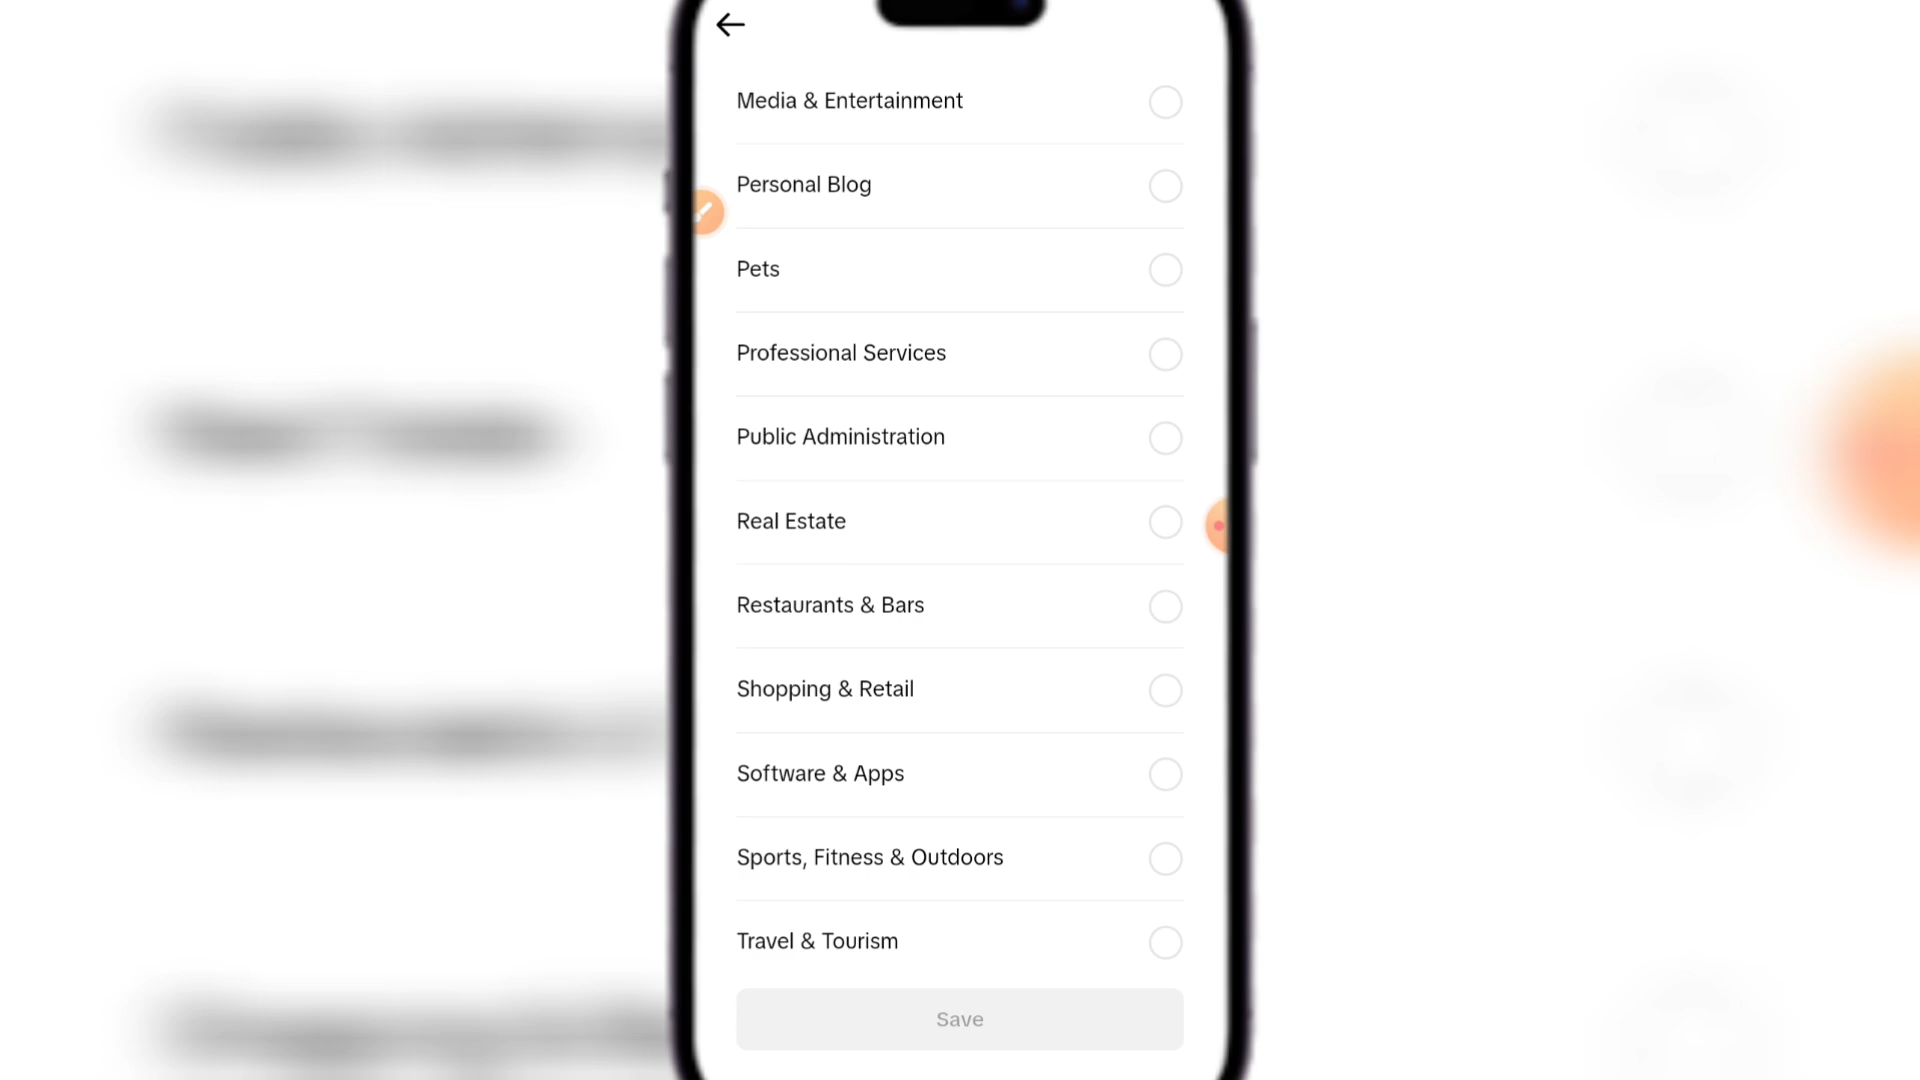 Media & Entertainment
Personal Blog
Pets
Professional Services
Public Administration
Real Estate
Restaurants & Bars
Shopping & Retail
Software & Apps
Sports, Fitness & Outdoors
Travel & Tourism
Save